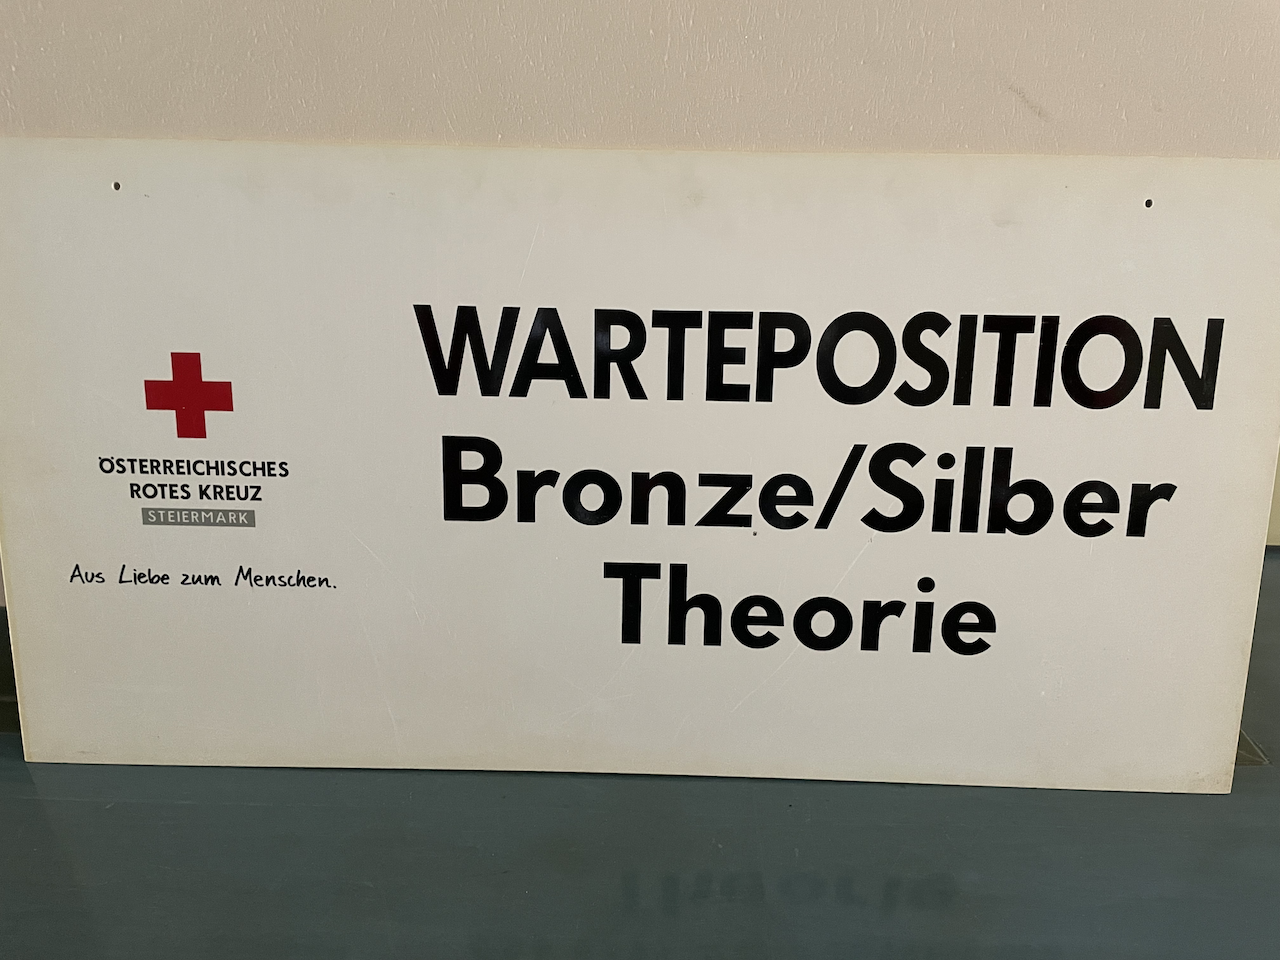 ÖSTERREICHISCHES
ROTES KREUZ
STEIERMARK
Aus Liebe zum Menschen.
WARTEPOSITION
Bronze/Silber
Theorie